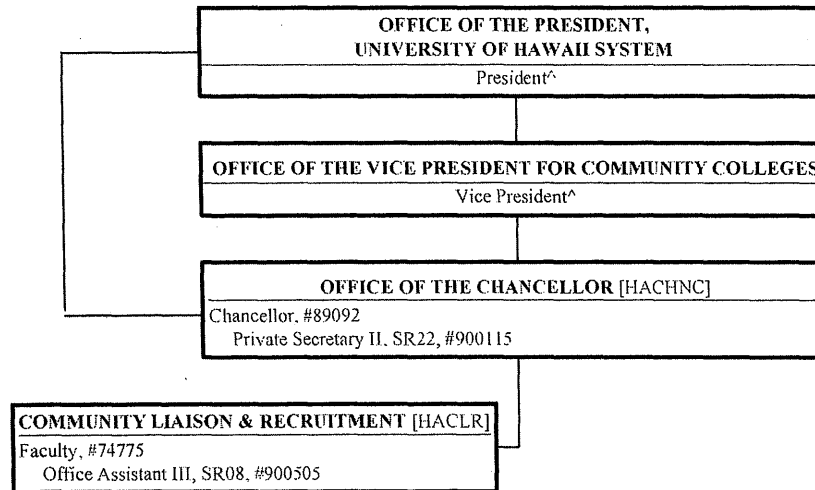 OFFICE OF THE PRESIDENT,
UNIVERSITY OF HAWAII SYSTEM
President^
OFFICE OF THE VICE PRESIDENT FOR COMMUNITY COLLEGES
Vice President^
OFFICE OF THE CHANCELLOR [HACHNC]
Chancellor, #89092
Private Secretary II, SR22, #900115
COMMUNITY LIAISON & RECRUITMENT [HACLR]
Faculty, #74775
Office Assistant III, SR08, #900505